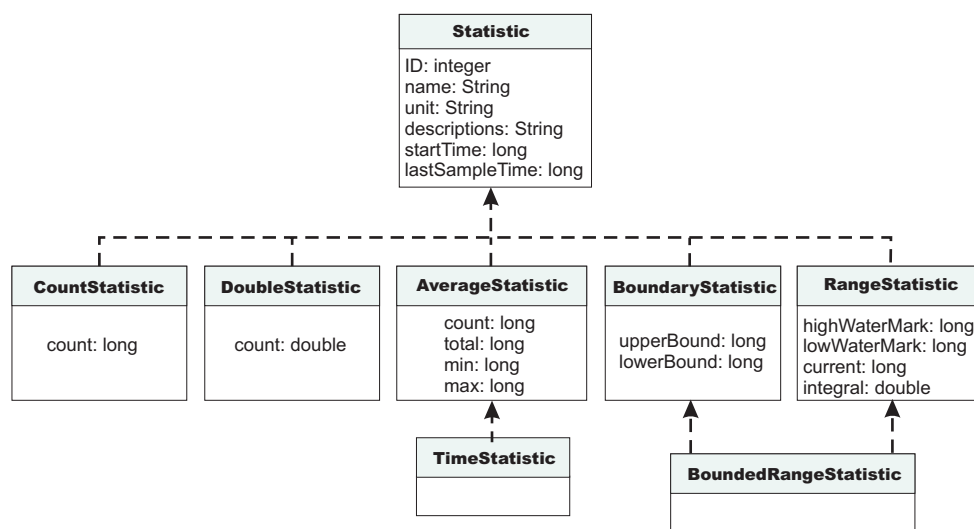 Statistic
ID: integer
name: String
unit: String
descriptions: String
startTime: long
lastSampleTime: long
CountStatistic
count: long
DoubleStatistic
count: double
AverageStatistic
count: long
total: long
min: long
max: long
BoundaryStatistic
upperBound: long
lowerBound: long
RangeStatistic
highWaterMark: long
lowWaterMark: long
current: long
integral: double
TimeStatistic
BoundedRangeStatistic